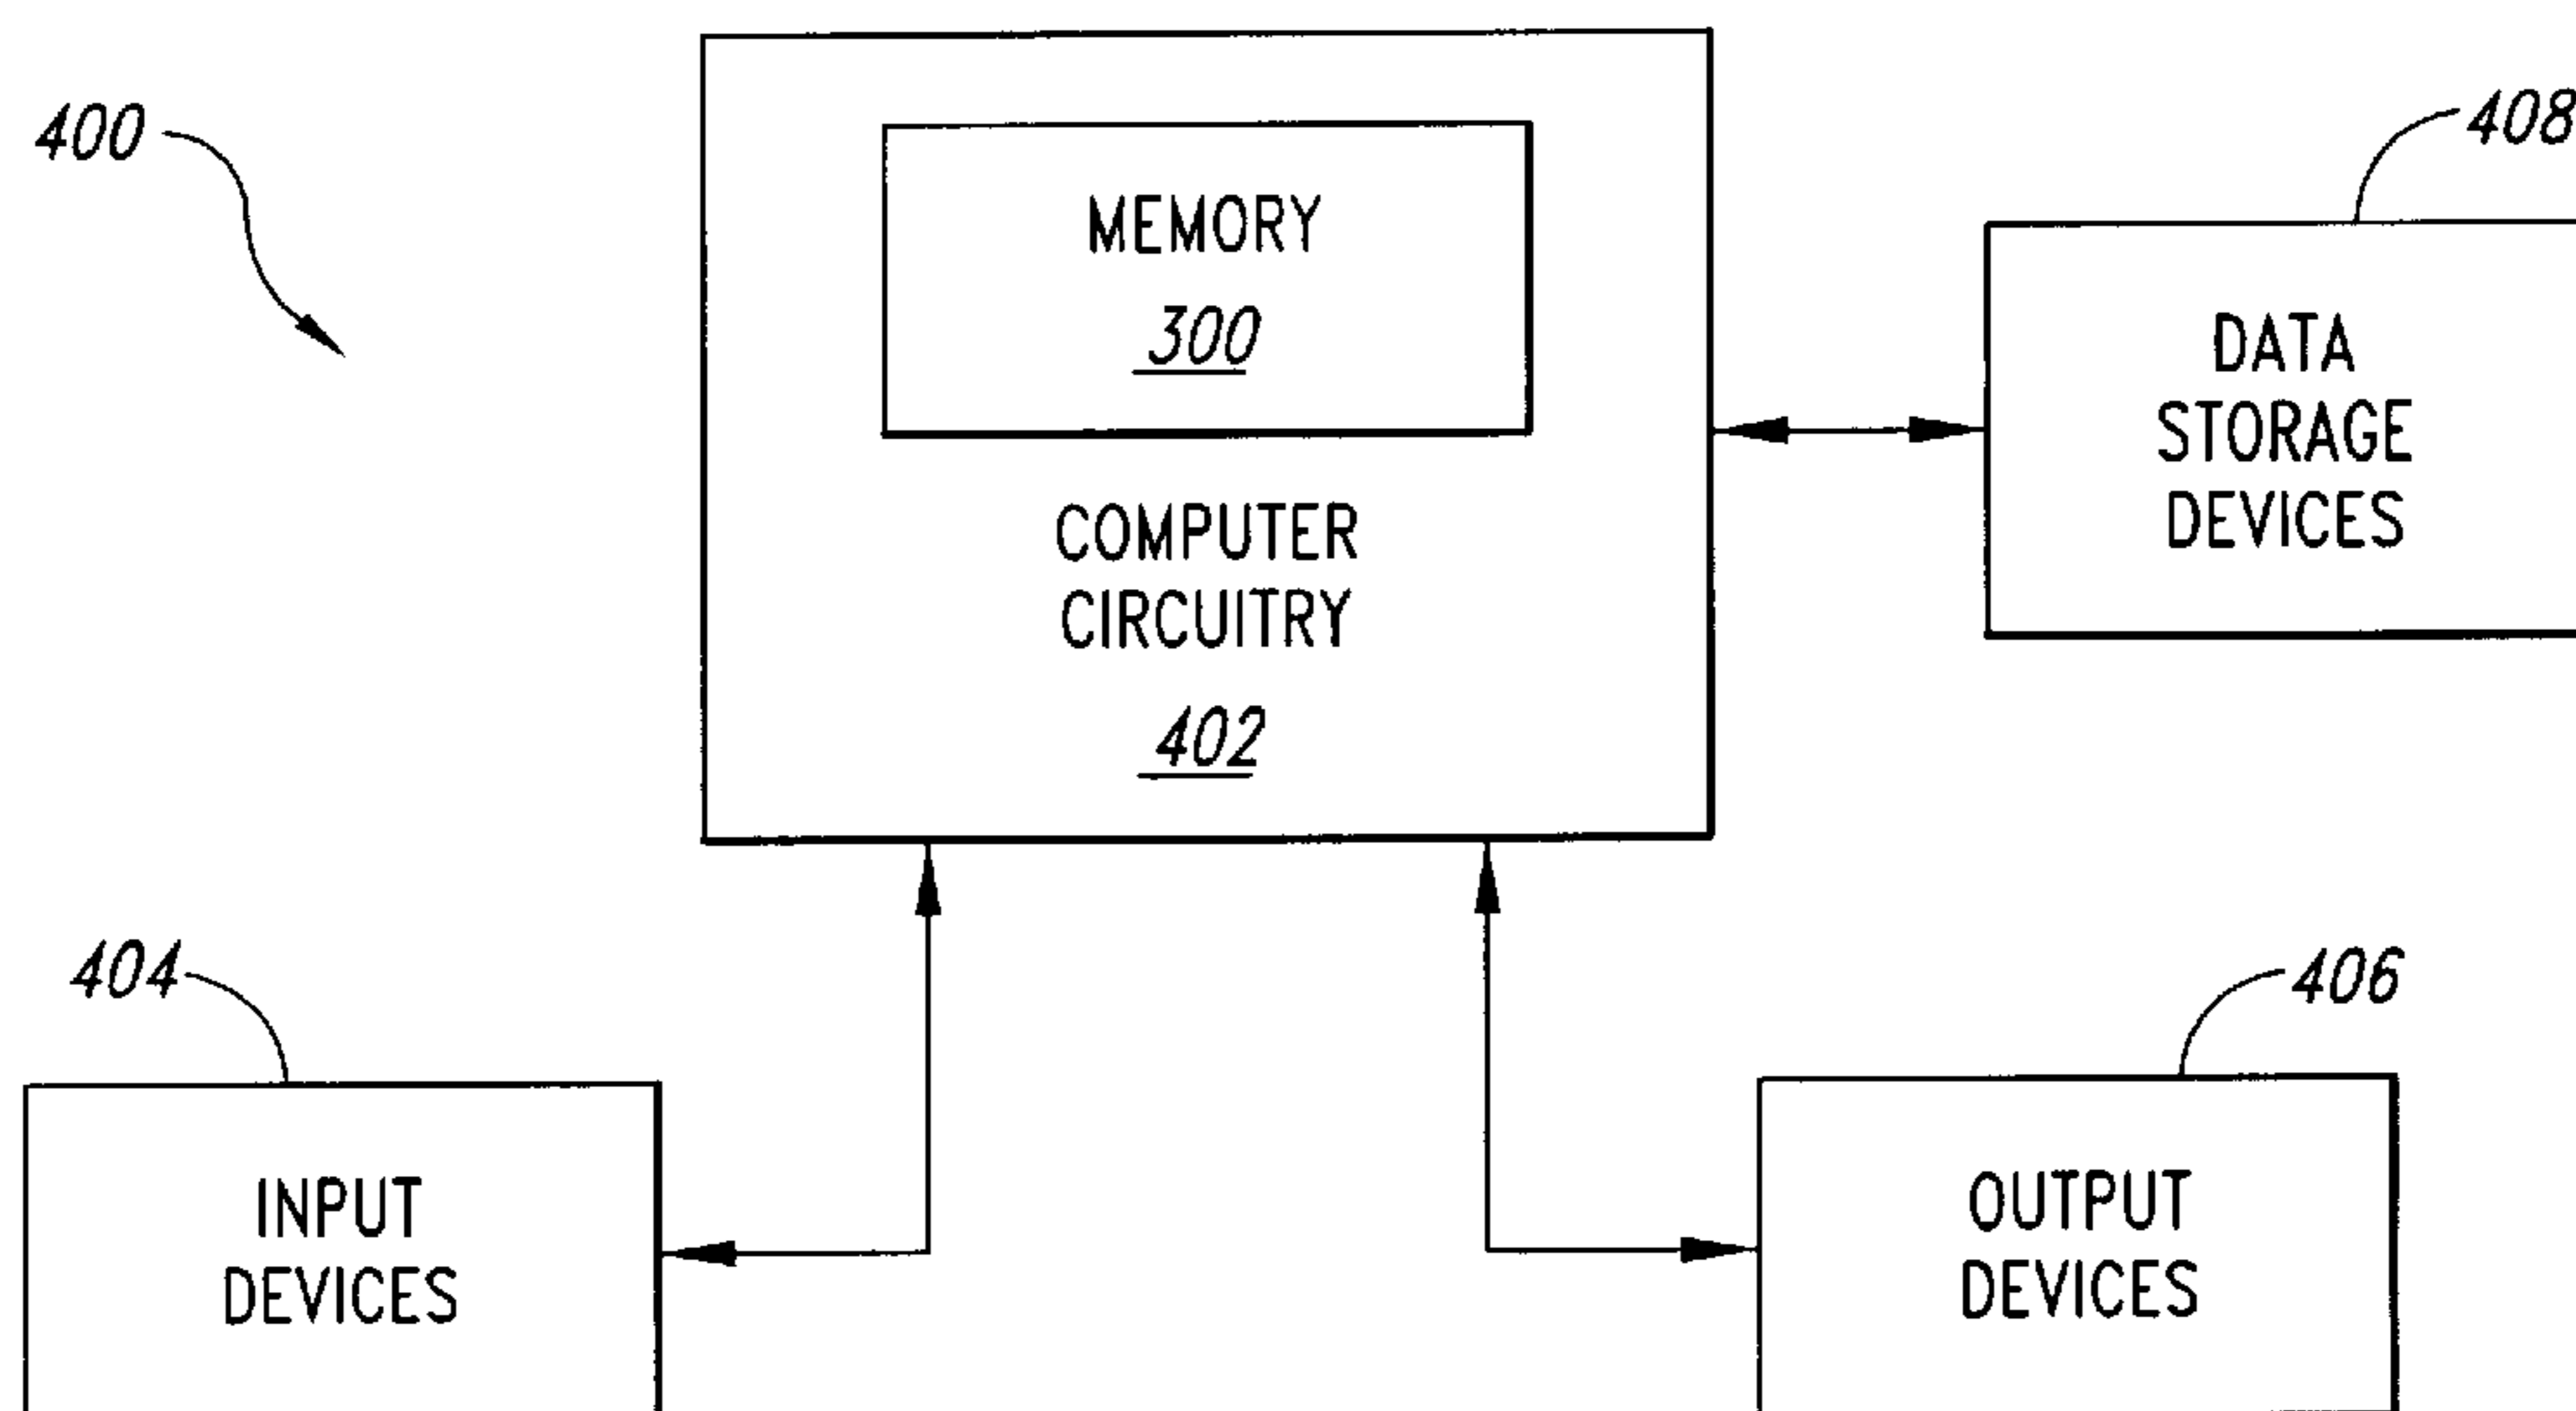 400
MEMORY
300
COMPUTER
CIRCUITRY
402
408
DATA
STORAGE
DEVICES
404
INPUT
DEVICES
406
OUTPUT
DEVICES